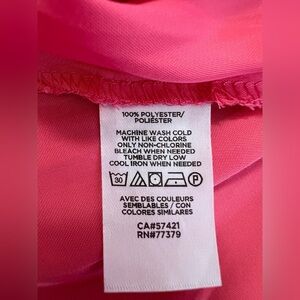 100% POLYESTER/
POLIÉSTER
MACHINE WASH COLD
WITH LIKE COLORS
ONLY NON-CHLORINE
BLEACH WHEN NEEDED
TUMBLE DRY LOW
COOL IRON WHEN NEEDED
30 P
AVEC DES COULEURS
SEMBLABLES / CON
COLORES SIMILARES
CA#57421
RN#77379